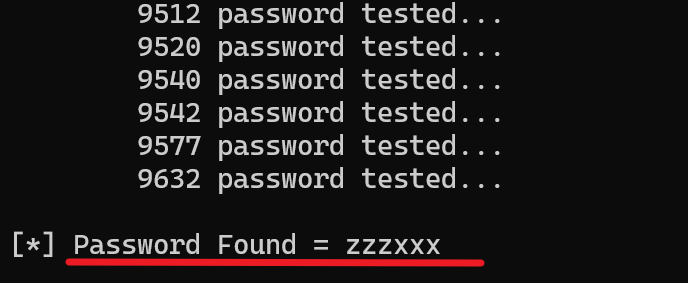 9512 password tested...
9520 password tested...
9540 password tested...
9542 password tested...
9577 password tested...
9632 password tested...
[*] Password Found = zzzxxx